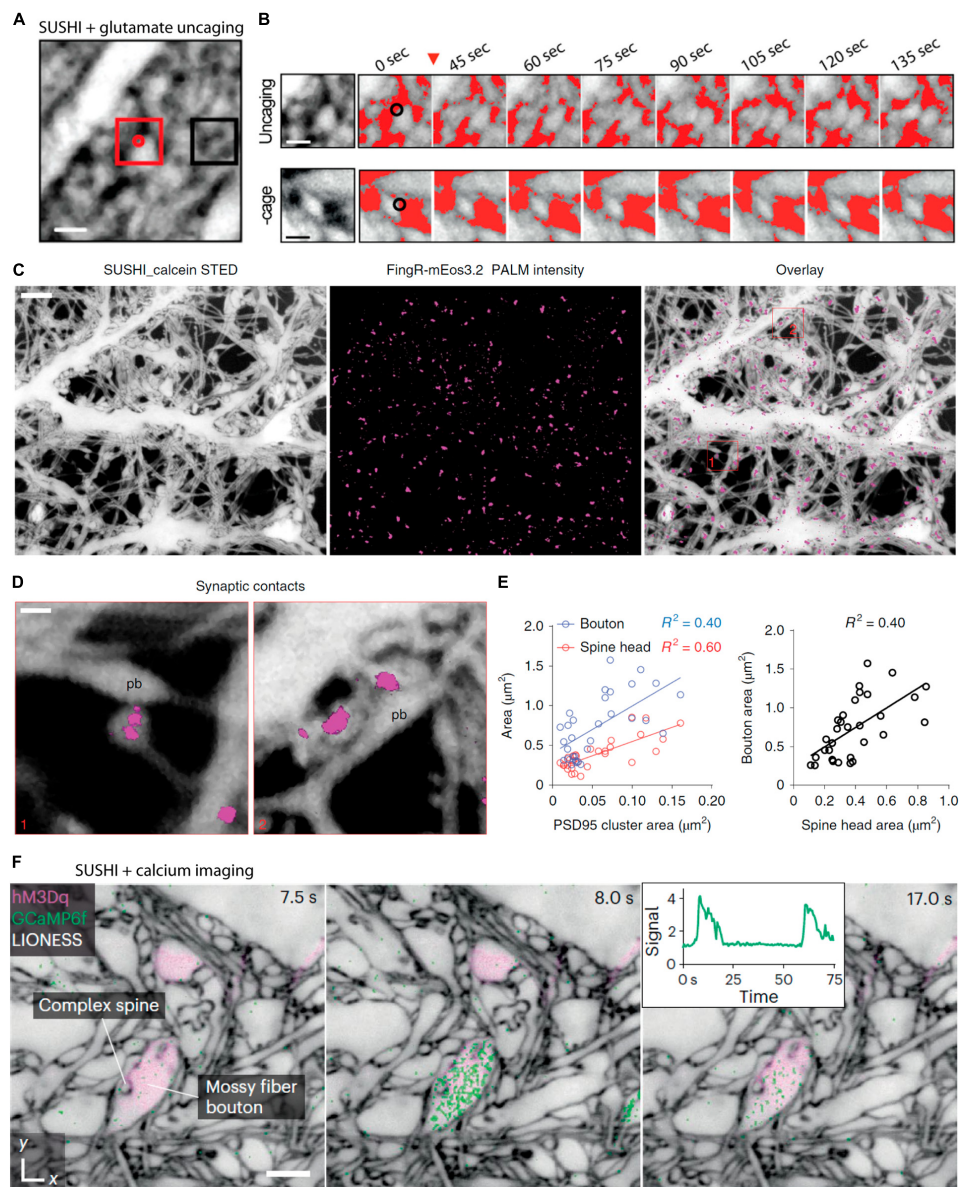 A
SUSHI + glutamate uncaging
B
0 sec
45 sec
60 sec
75 sec
90 sec
105 sec
120 sec
135 sec
Uncaging
-cage
C
SUSHI_calcein STED
FingR-mEos3.2 PALM intensity
Overlay
2
1
D
Synaptic contacts
pb
1
pb
2
E
Bouton R² = 0.40
Spine head R² = 0.60
Area (μm²)
2.0
1.5
1.0
0.5
0
0 0.05 0.10 0.15 0.20
PSD95 cluster area (μm²)
R² = 0.40
Bouton area (μm²)
2.0
1.5
1.0
0.5
0
0 0.2 0.4 0.6 0.8 1.0
Spine head area (μm²)
F
SUSHI + calcium imaging
hM3Dq
GCaMP6f
LIONESS
7.5 s
Complex spine
Mossy fiber
bouton
y
x
8.0 s
17.0 s
Signal
4
2
0
0 s 25 50 75
Time